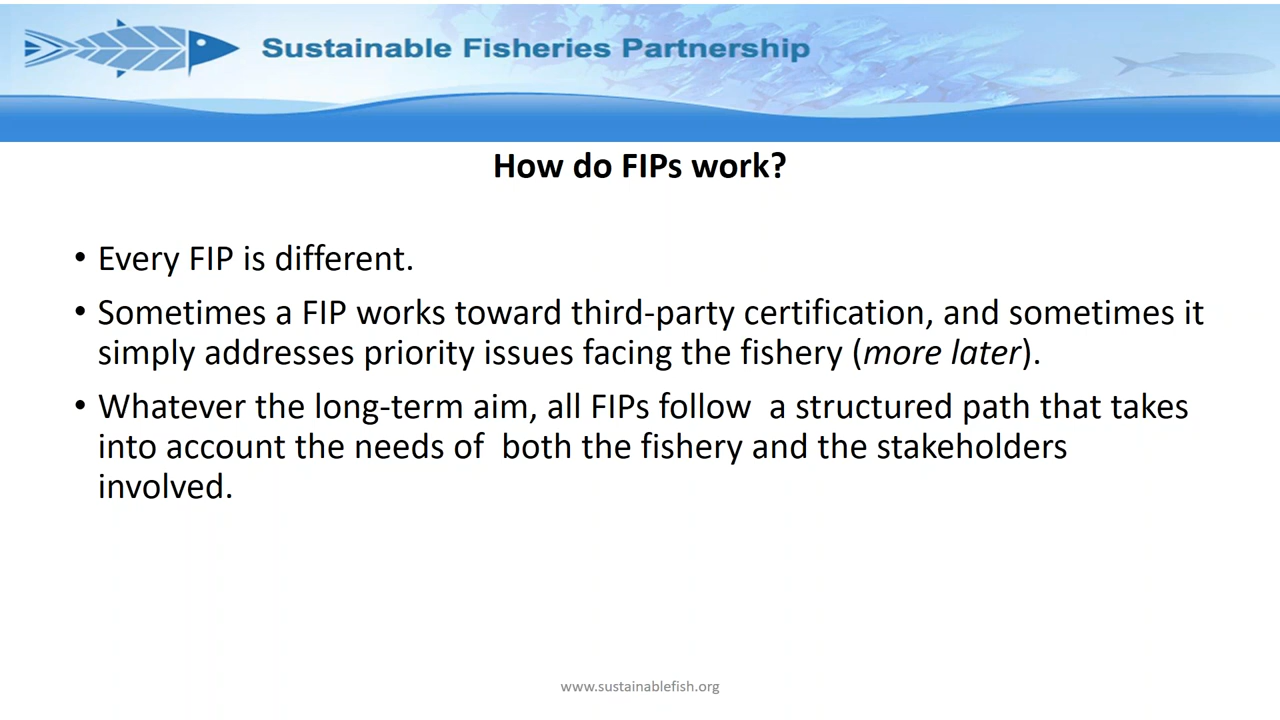 Sustainable Fisheries Partnership
How do FIPs work?
• Every FIP is different.
• Sometimes a FIP works toward third-party certification, and sometimes it
simply addresses priority issues facing the fishery (more later).
• Whatever the long-term aim, all FIPs follow  a structured path that takes
into account the needs of  both the fishery and the stakeholders
involved.
www.sustainablefish.org